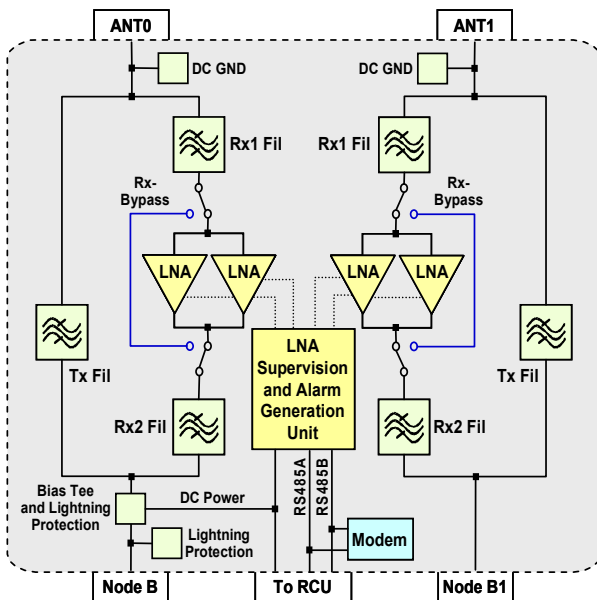 ANT0
ANT1
DC GND
DC GND
Rx1 Fil
Rx1 Fil
Rx-
Bypass
Rx-
Bypass
LNA
LNA
LNA
LNA
Tx Fil
LNA
Supervision
and Alarm
Generation
Unit
Tx Fil
Rx2 Fil
Rx2 Fil
Bias Tee
and Lightning
Protection
DC Power
RS485A
RS485B
Lightning
Protection
Modem
Node B
To RCU
Node B1